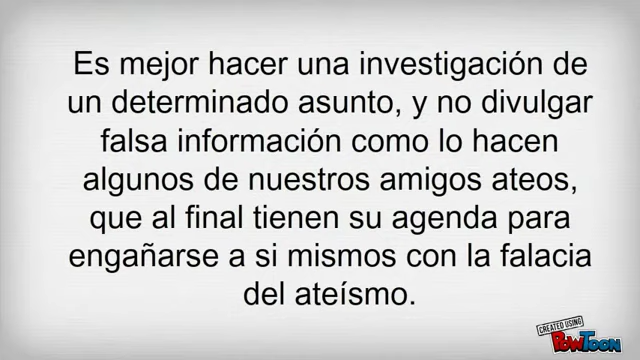 Es mejor hacer una investigación de
un determinado asunto, y no divulgar
falsa información como lo hacen
algunos de nuestros amigos ateos,
que al final tienen su agenda para
engañarse a si mismos con la falacia
del ateísmo.
CREATED USING
POWTOON